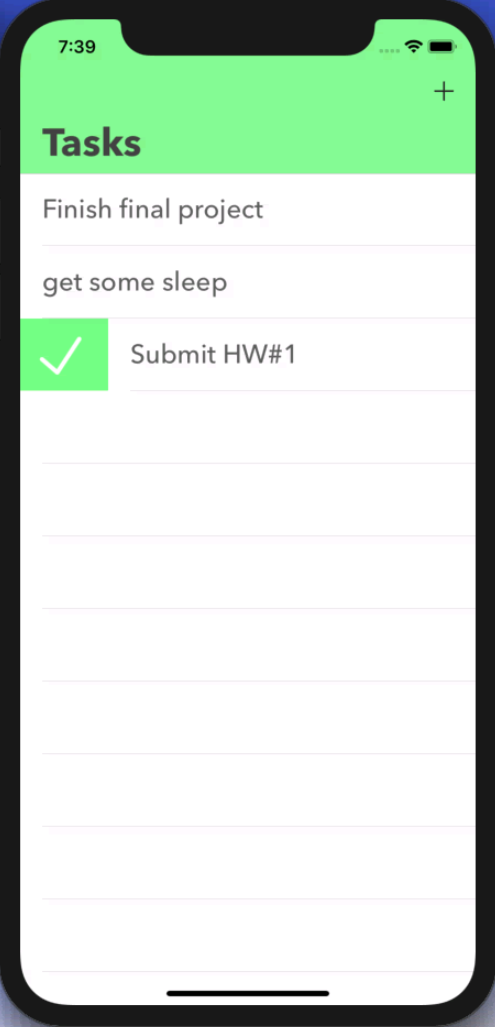 7:39
+
Tasks
Finish final project
get some sleep
Submit HW#1